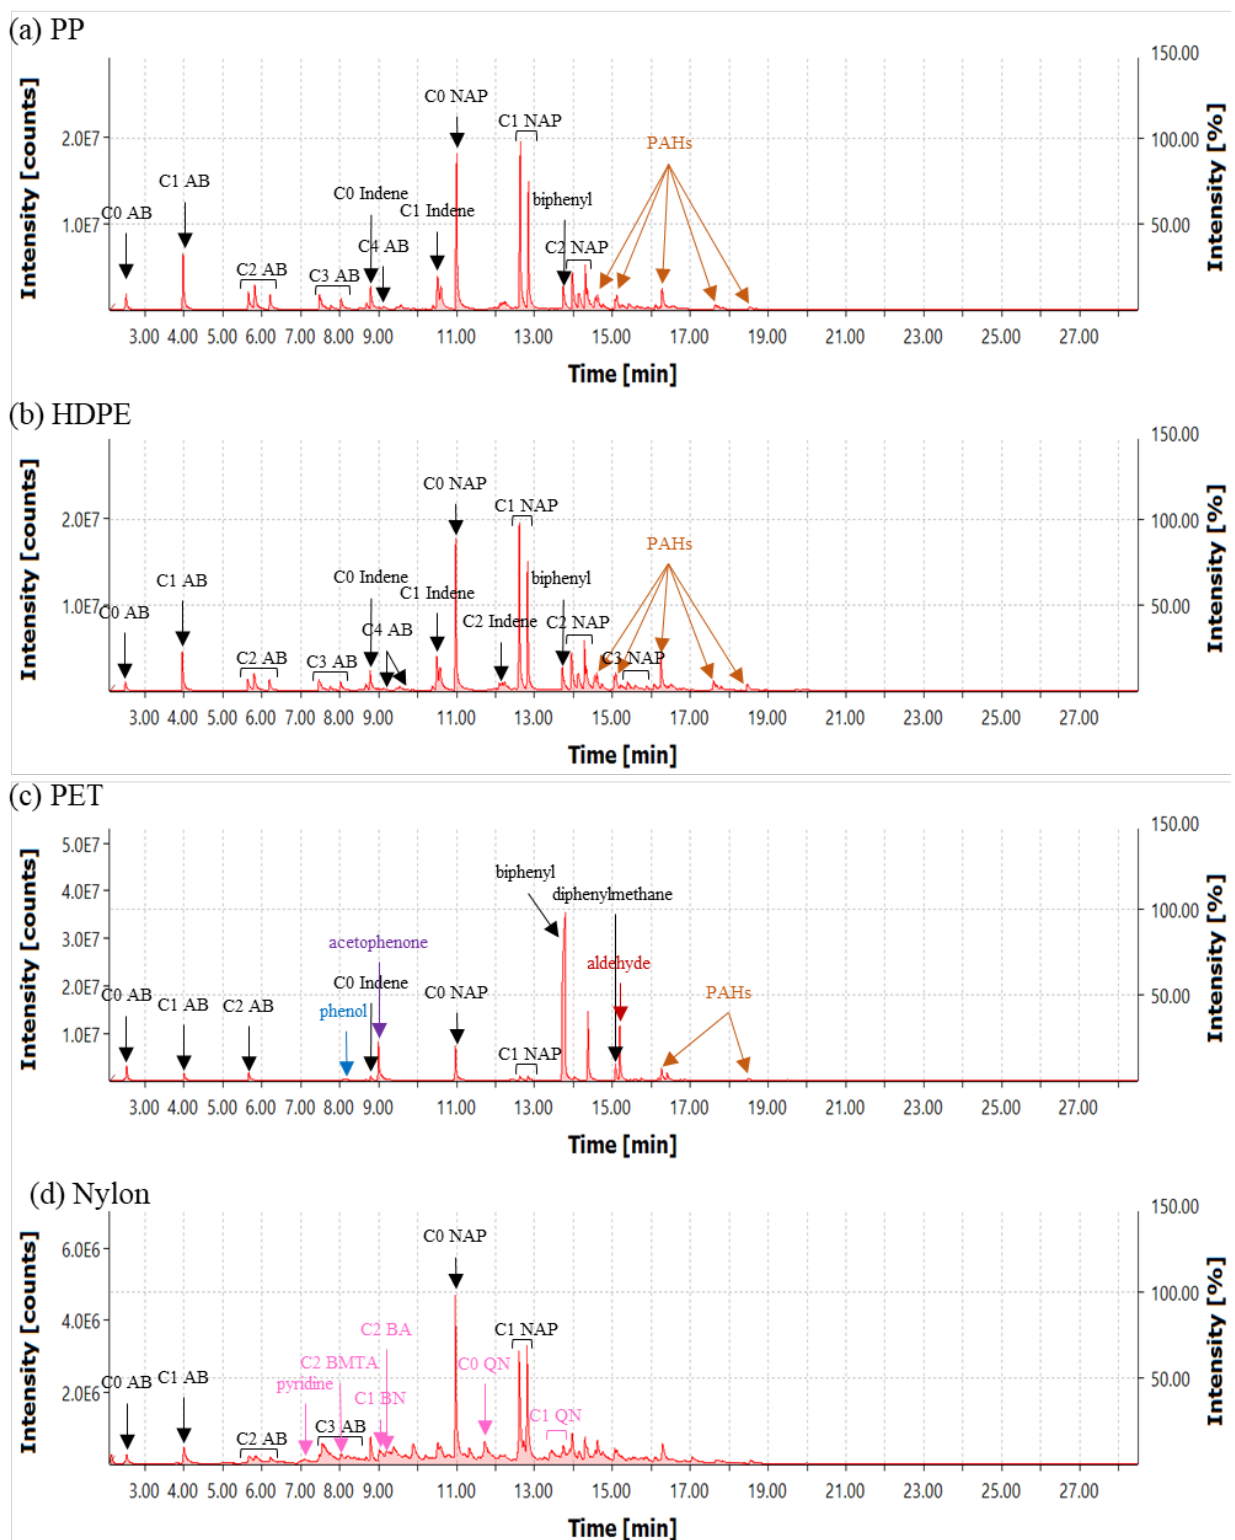 (a) PP
150.00
C0 NAP
C1 NAP
2.0E7
PAHs
100.00
C1 AB
C0 Indene
biphenyl
C0 AB
C1 Indene
1.0E7
C4 AB
C2 NAP
50.00
C2 AB
C3 AB
Intensity [counts]
Intensity [%]
3.00 4.00 5.00 6.00 7.00 8.00 9.00 11.00 13.00 15.00 17.00 19.00 21.00 23.00 25.00 27.00
Time [min]
(b) HDPE
150.00
C0 NAP
C1 NAP
2.0E7
100.00
PAHs
C1 AB
C0 Indene
biphenyl
C1 Indene
1.0E7
50.00
C0 AB
C4 AB
C2 Indene
C2 NAP
C2 AB
C3 AB
C3 NAP
Intensity [counts]
Intensity [%]
3.00 4.00 5.00 6.00 7.00 8.00 9.00 11.00 13.00 15.00 17.00 19.00 21.00 23.00 25.00 27.00
Time [min]
(c) PET
150.00
5.0E7
biphenyl
4.0E7
diphenylmethane
100.00
3.0E7
acetophenone
aldehyde
C0 Indene
2.0E7
C0 AB
C1 AB
C2 AB
C0 NAP
PAHs
50.00
phenol
1.0E7
C1 NAP
Intensity [counts]
Intensity [%]
3.00 4.00 5.00 6.00 7.00 8.00 9.00 11.00 13.00 15.00 17.00 19.00 21.00 23.00 25.00 27.00
Time [min]
(d) Nylon
150.00
C0 NAP
6.0E6
100.00
4.0E6
C2 BA
C1 NAP
C2 BMTA
C0 QN
C1 AB
pyridine
C0 AB
50.00
2.0E6
C1 BN
C1 QN
C3 AB
C2 AB
Intensity [counts]
Intensity [%]
3.00 4.00 5.00 6.00 7.00 8.00 9.00 11.00 13.00 15.00 17.00 19.00 21.00 23.00 25.00 27.00
Time [min]